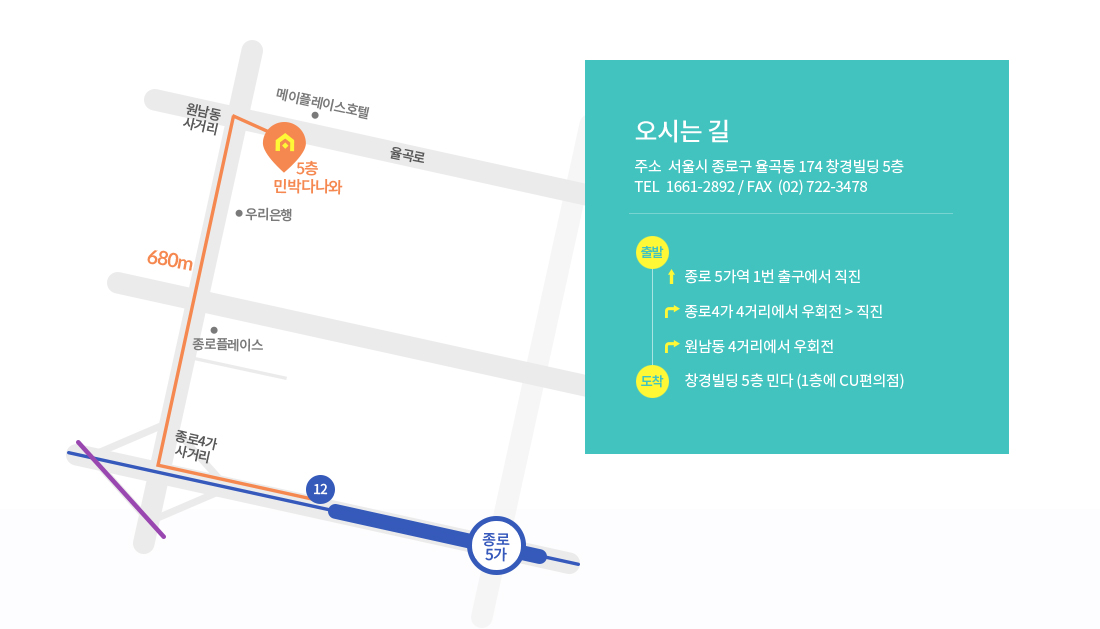 메이플레이스호텔
원남동
사거리
율곡로
5층
민박다나와
우리은행
680m
종로플레이스
종로4가
사거리
12
종로
5가
오시는 길
주소 서울시 종로구 율곡동 174 창경빌딩 5층
TEL 1661-2892 / FAX (02) 722-3478
출발
종로 5가역 1번 출구에서 직진
종로4가 4거리에서 우회전 > 직진
원남동 4거리에서 우회전
도착
창경빌딩 5층 민다 (1층에 CU편의점)